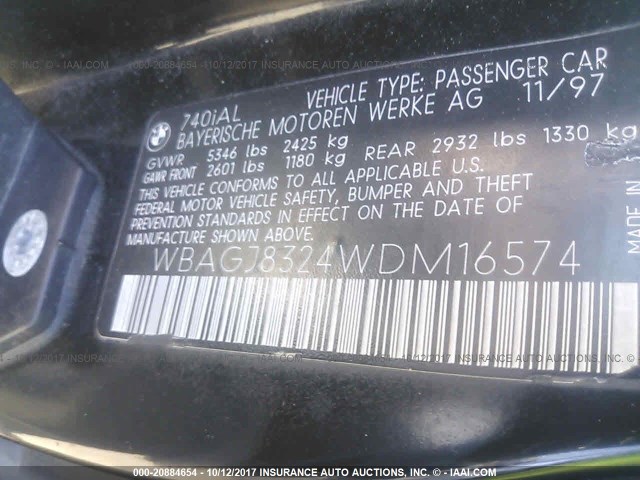 740iAL VEHICLE TYPE: PASSENGER CAR
BAYERISCHE MOTOREN WERKE AG 11/97
GVWR 5346 lbs 2425 kg
GAWR FRONT 2601 lbs 1180 kg REAR 2932 lbs 1330 kg
THIS VEHICLE CONFORMS TO ALL APPLICABLE U.S.
FEDERAL MOTOR VEHICLE SAFETY, BUMPER AND THEFT
PREVENTION STANDARDS IN EFFECT ON THE DATE OF
MANUFACTURE SHOWN ABOVE.
WBAGJ8324WDM16574
MADE IN
000-20884654 - 10/12/2017 INSURANCE AUTO AUCTIONS, INC. - © IAAI.COM